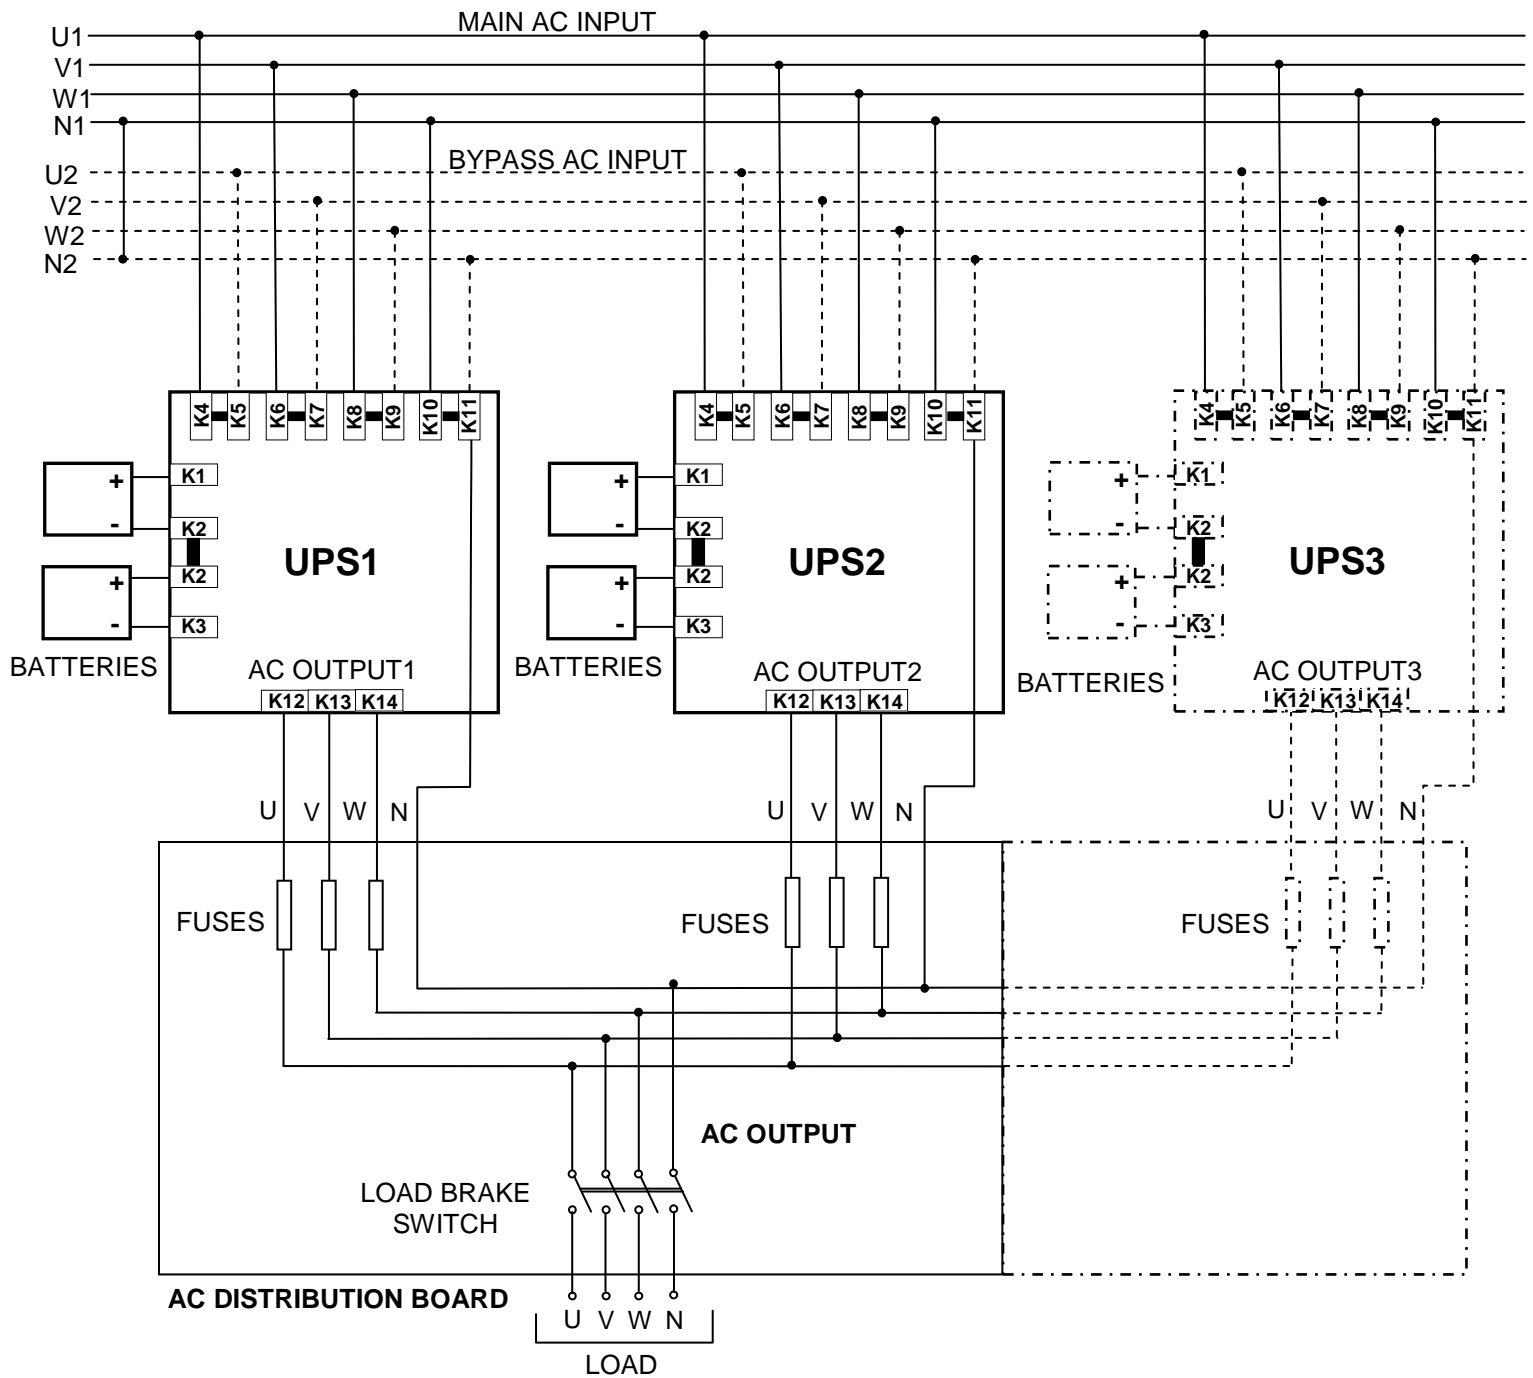 MAIN AC INPUT
U1
V1
W1
N1
BYPASS AC INPUT
U2
V2
W2
N2
K4 K5 K6 K7 K8 K9 K10 K11
K4 K5 K6 K7 K8 K9 K10 K11
K4 K5 K6 K7 K8 K9 K10 K11
+ K1
- K2
+ K2
- K3
UPS1
BATTERIES
AC OUTPUT1
K12 K13 K14
+ K1
- K2
+ K2
- K3
UPS2
BATTERIES
AC OUTPUT2
K12 K13 K14
+ K1
- K2
+ K2
- K3
UPS3
BATTERIES
AC OUTPUT3
K12 K13 K14
U V W N
U V W N
U V W N
FUSES
FUSES
FUSES
AC OUTPUT
LOAD BRAKE
SWITCH
AC DISTRIBUTION BOARD
U V W N
LOAD